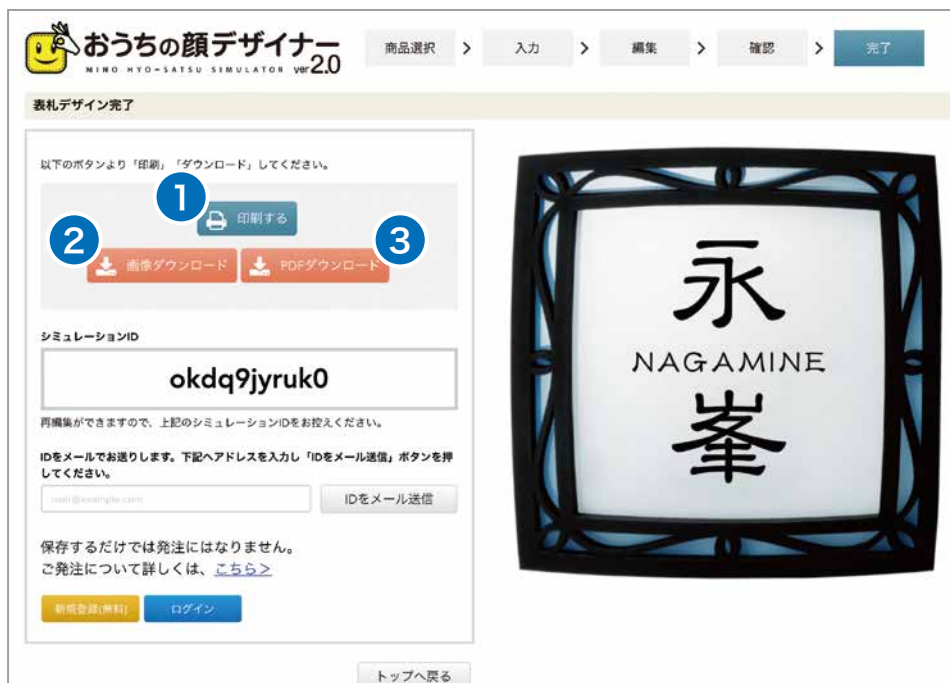 おうちの顔デザイナー
MINO HYO-SATSU SIMULATOR ver2.0
商品選択 > 入力 > 編集 > 確認 > 完了
表札デザイン完了
以下のボタンより「印刷」「ダウンロード」してください。
1
印刷する
2
画像ダウンロード
PDFダウンロード
3
シミュレーションID
okdq9jyruk0
再編集ができますので、上記のシミュレーションIDをお控えください。
IDをメールでお送りします。下記へアドレスを入力し「IDをメール送信」ボタンを押
してください。
user@example.com
IDをメール送信
保存するだけでは発注にはなりません。
ご発注について詳しくは、こちら＞
新規登録(無料)
ログイン
トップへ戻る
永
NAGAMINE
峯